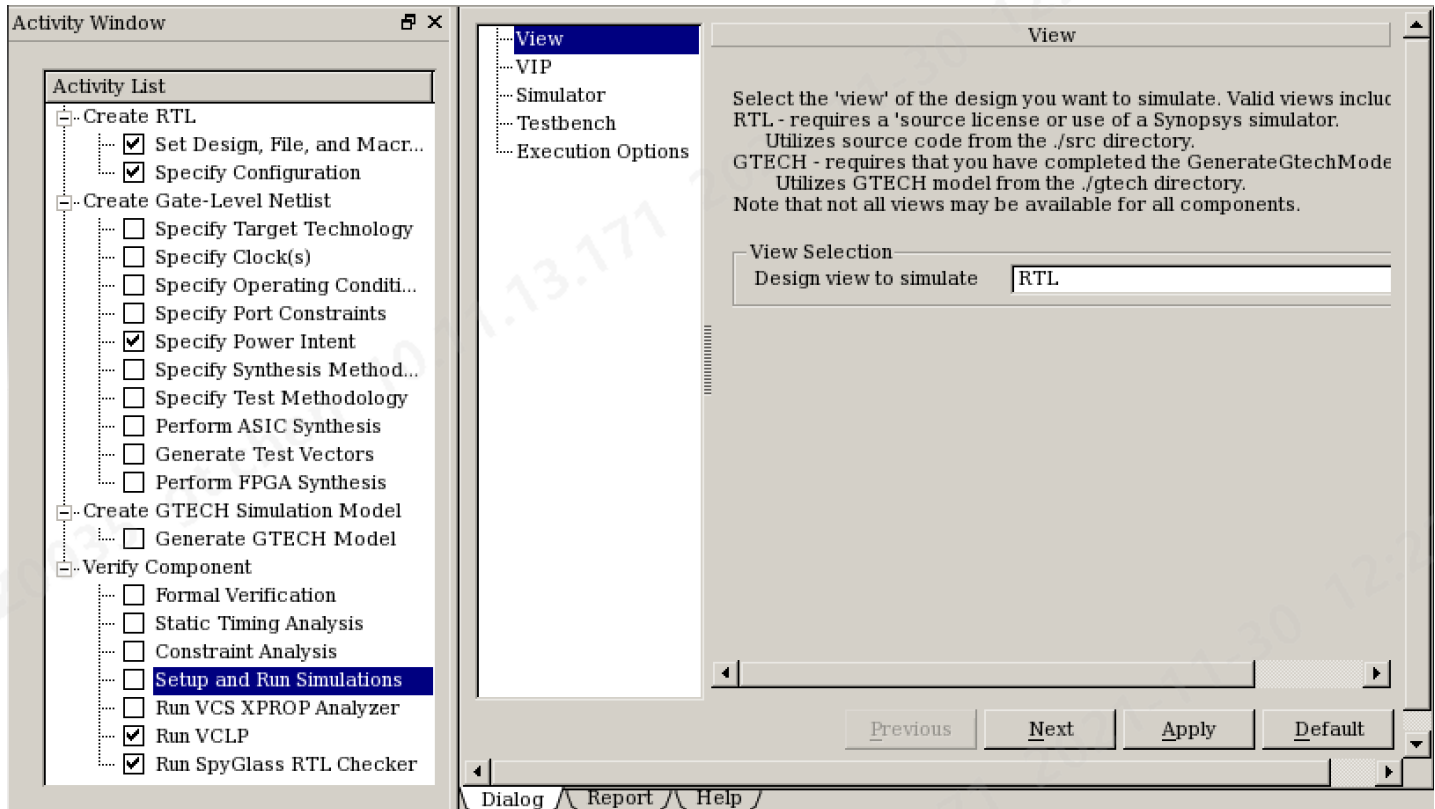 Activity Window
Activity List
Create RTL
Set Design, File, and Macr...
Specify Configuration
Create Gate-Level Netlist
Specify Target Technology
Specify Clock(s)
Specify Operating Conditi...
Specify Port Constraints
Specify Power Intent
Specify Synthesis Method...
Specify Test Methodology
Perform ASIC Synthesis
Generate Test Vectors
Perform FPGA Synthesis
Create GTECH Simulation Model
Generate GTECH Model
Verify Component
Formal Verification
Static Timing Analysis
Constraint Analysis
Setup and Run Simulations
Run VCS XPROP Analyzer
Run VCLP
Run SpyGlass RTL Checker
View
VIP
Simulator
Testbench
Execution Options
View
Select the 'view' of the design you want to simulate. Valid views includ
RTL - requires a 'source license or use of a Synopsys simulator.
Utilizes source code from the ./src directory.
GTECH - requires that you have completed the GenerateGtechMode
Utilizes GTECH model from the ./gtech directory.
Note that not all views may be available for all components.
View Selection
Design view to simulate RTL
Previous Next Apply Default
Dialog Report Help